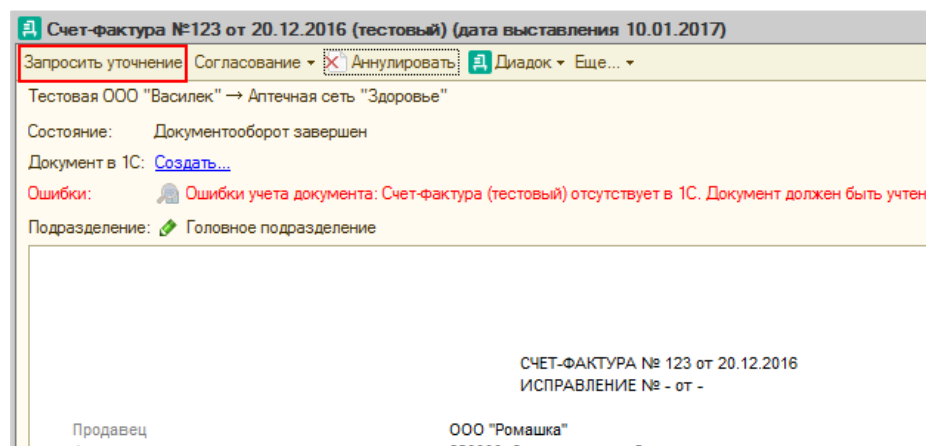 Счет-фактура №123 от 20.12.2016 (тестовый) (дата выставления 10.01.2017)
Запросить уточнение Согласование Аннулировать Диадок Еще...
Тестовая ООО "Василек" → Аптечная сеть "Здоровье"
Состояние: Документооборот завершен
Документ в 1С: Создать...
Ошибки: Ошибки учета документа: Счет-фактура (тестовый) отсутствует в 1С. Документ должен быть учтен
Подразделение: Головное подразделение
СЧЕТ-ФАКТУРА № 123 от 20.12.2016
ИСПРАВЛЕНИЕ № - от -
Продавец ООО "Ромашка"